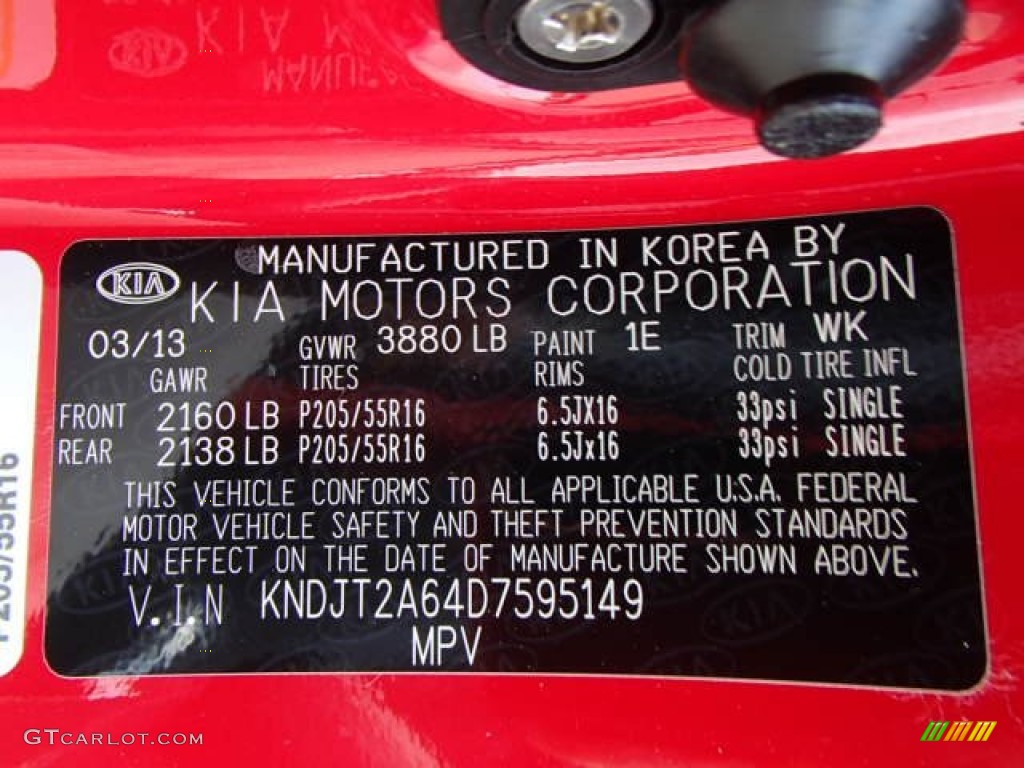 KIA
MANUFACTURED IN KOREA BY
KIA MOTORS CORPORATION
03/13 GVWR 3880 LB PAINT 1E TRIM WK
GAWR TIRES RIMS COLD TIRE INFL
FRONT 2160 LB P205/55R16 6.5JX16 33psi SINGLE
REAR 2138 LB P205/55R16 6.5Jx16 33psi SINGLE
THIS VEHICLE CONFORMS TO ALL APPLICABLE U.S.A. FEDERAL
MOTOR VEHICLE SAFETY AND THEFT PREVENTION STANDARDS
IN EFFECT ON THE DATE OF MANUFACTURE SHOWN ABOVE.
V.I.N KNDJT2A64D7595149
MPV
P205/55R16
GTCARLOT.COM